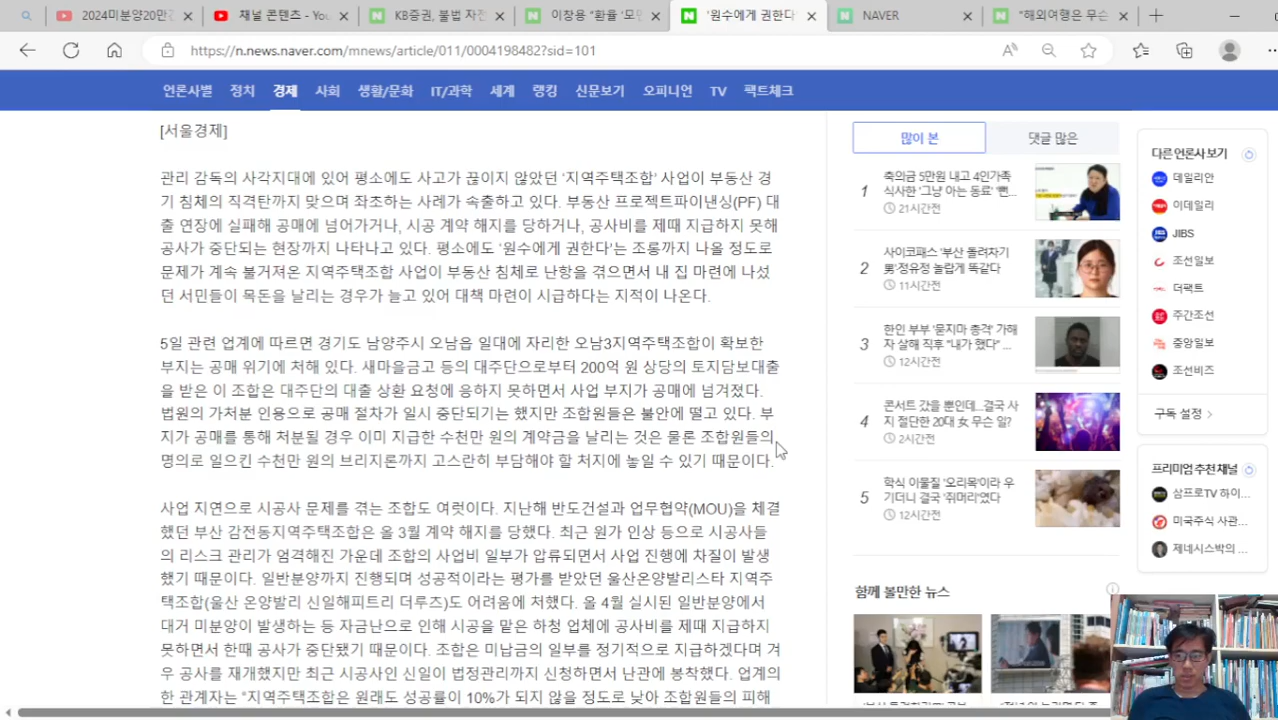 2024미분양20만
채널 콘텐츠 - You
KB증권, 불법 자전
이창용 "환율 '모
'원수에게 권한다'
NAVER
"해외여행은 무슨
https://n.news.naver.com/mnews/article/011/0004198482?sid=101
언론사별 정치 경제 사회 생활/문화 IT/과학 세계 랭킹 신문보기 오피니언 TV 팩트체크
[서울경제]
관리 감독의 사각지대에 있어 평소에도 사고가 끊이지 않았던 '지역주택조합' 사업이 부동산 경
기 침체의 직격탄까지 맞으며 좌초하는 사례가 속출하고 있다. 부동산 프로젝트파이낸싱(PF) 대
출 연장에 실패해 공매에 넘어가거나, 시공 계약 해지를 당하거나, 공사비를 제때 지급하지 못해
공사가 중단되는 현장까지 나타나고 있다. 평소에도 '원수에게 권한다'는 조롱까지 나올 정도로
문제가 계속 불거져온 지역주택조합 사업이 부동산 침체로 난항을 겪으면서 내 집 마련에 나섰
던 서민들이 목돈을 날리는 경우가 늘고 있어 대책 마련이 시급하다는 지적이 나온다.
5일 관련 업계에 따르면 경기도 남양주시 오남읍 일대에 자리한 오남3지역주택조합이 확보한
부지는 공매 위기에 처해 있다. 새마을금고 등의 대주단으로부터 200억 원 상당의 토지담보대출
을 받은 이 조합은 대주단의 대출 상환 요청에 응하지 못하면서 사업 부지가 공매에 넘겨졌다.
법원의 가처분 인용으로 공매 절차가 일시 중단되기는 했지만 조합원들은 불안에 떨고 있다. 부
지가 공매를 통해 처분될 경우 이미 지급한 수천만 원의 계약금을 날리는 것은 물론 조합원들의
명의로 일으킨 수천만 원의 브리지론까지 고스란히 부담해야 할 처지에 놓일 수 있기 때문이다.
사업 지연으로 시공사 문제를 겪는 조합도 여럿이다. 지난해 반도건설과 업무협약(MOU)을 체결
했던 부산 감전동지역주택조합은 올 3월 계약 해지를 당했다. 최근 원가 인상 등으로 시공사들
의 리스크 관리가 엄격해진 가운데 조합의 사업비 일부가 압류되면서 사업 진행에 차질이 발생
했기 때문이다. 일반분양까지 진행되며 성공적이라는 평가를 받았던 울산온양발리스타 지역주
택조합(울산 온양발리 신일해피트리 더루즈)도 어려움에 처했다. 올 4월 실시된 일반분양에서
대거 미분양이 발생하는 등 자금난으로 인해 시공을 맡은 하청 업체에 공사비를 제때 지급하지
못하면서 한때 공사가 중단됐기 때문이다. 조합은 미납금의 일부를 정기적으로 지급하겠다며 겨
우 공사를 재개했지만 최근 시공사인 신일이 법정관리까지 신청하면서 난관에 봉착했다. 업계의
한 관계자는 "지역주택조합은 원래도 성공률이 10%가 되지 않을 정도로 낮아 조합원들의 피해
많이 본
댓글 많은
1 축의금 5만원 내고 4인가족
식사한 '그냥 아는 동료' "뻔...
21시간전
2 사이코패스 '부산 돌려차기
男'정유정 놀랍게 똑같다
11시간전
3 한인 부부 '묻지마 총격' 가해
자 살해 직후 "내가 했다" ...
12시간전
4 콘서트 갔을 뿐인데...결국 사
지 절단한 20대 女 무슨 일?
2시간전
5 학식 이물질 '오리목'이라 우
기더니 결국 '쥐머리'였다
12시간전
함께 볼만한 뉴스
다른 언론사 보기
데일리안
이데일리
JIBS
조선일보
더팩트
주간조선
중앙일보
조선비즈
구독 설정
프리미엄 추천 채널
삼프로TV 하이...
미국주식 사관...
제네시스박의 ...